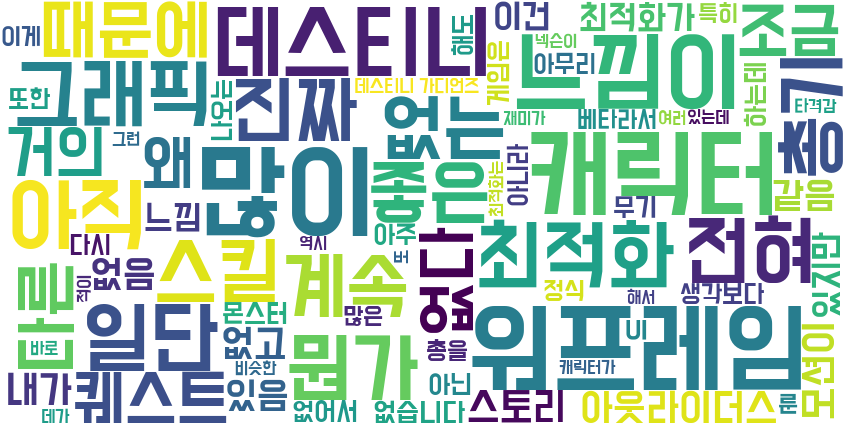 이게
때문에
데스티니
해도
이건
최적화가
특히
조금
넥슨이
아무리
게임은
느낌이
그래픽
또한
나오는
진짜
데스티니 가디언즈
재미가
베타라서
여러
있는데
하는데
타격감
총기
거의
그런
왜
많이
없는
좋은
아니라
최적화는
캐릭터
같음
무기
아직
느낌
다시
역시
아주
버
없다
최적화
전혀
다른
없음
적이
스킬
계속
몬스터
많은
정식
해서
생각보다
있지만
바로
일단
없고
비슷한
뭔가
총을
워프레임
UI
캐릭터가
모션이
내가
데가
퀘스트
있음
없어서
없습니다
아닌
스토리
아웃라이더스
룬